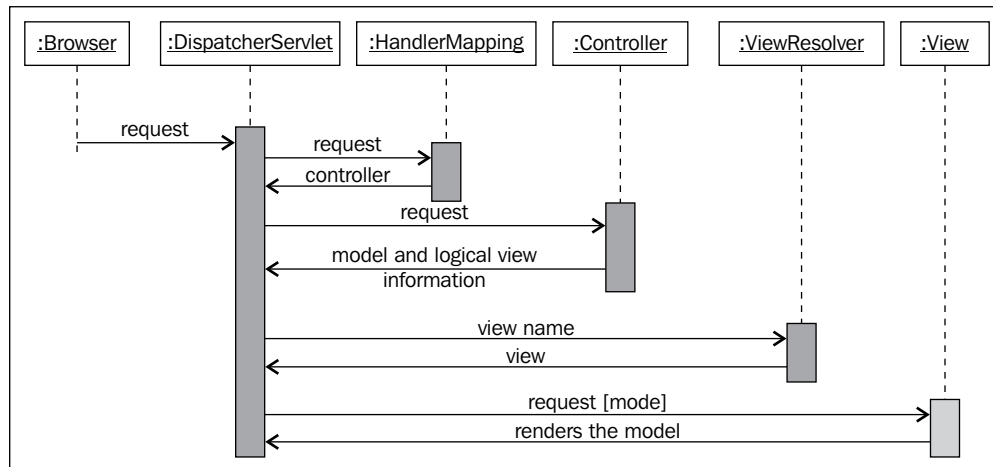 :Browser
:DispatcherServlet
:HandlerMapping
:Controller
:ViewResolver
:View
request
request
controller
request
model and logical view
information
view name
view
request [mode]
renders the model